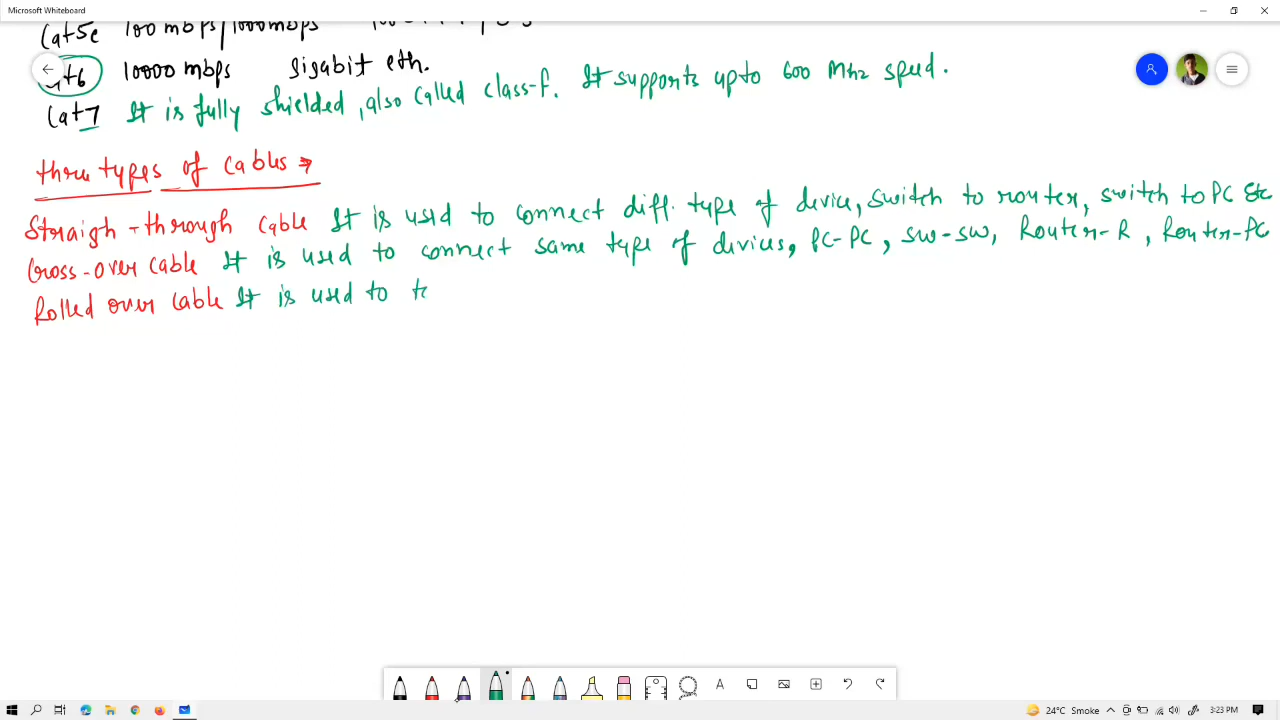 Microsoft Whiteboard
Cat5e 100 mbps/1000mbps
10000 mbps gigabit eth.
Cat7 It is fully shielded, also called class-f. It supports upto 600 Mhz speed.
three types of cables →
Straigh-through cable It is used to connect diff. type of device, switch to router, switch to PC etc
Cross-over cable It is used to connect same type of devices, PC-PC, sw-sw, Router-R, Router-PC
Rolled over cable It is used to
24°C Smoke 3:23 PM